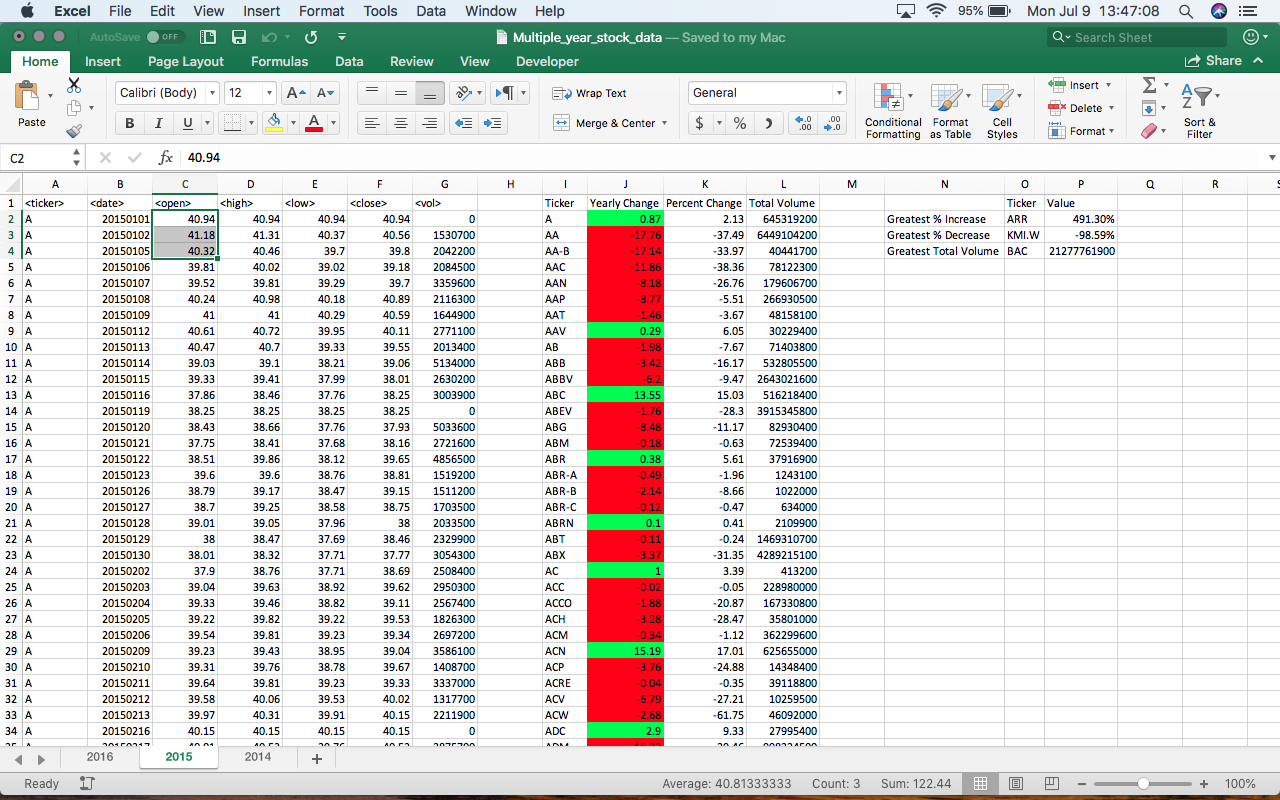 Excel File Edit View Insert Format Tools Data Window Help 95% Mon Jul 9 13:47:08
AutoSave OFF Multiple_year_stock_data — Saved to my Mac Search Sheet
Home Insert Page Layout Formulas Data Review View Developer Share
Paste Calibri (Body) 12 A A Wrap Text General Conditional Formatting Format as Table Cell Styles Insert Delete Format Sort & Filter
B I U A Merge & Center $ % )
C2 fx 40.94
A B C D E F G H I J K L M N O P Q R S
1 <ticker> <date> <open> <high> <low> <close> <vol> Ticker Yearly Change Percent Change Total Volume Ticker Value
2 A 20150101 40.94 40.94 40.94 40.94 0 A 0.87 2.13 645319200 Greatest % Increase ARR 491.30%
3 A 20150102 41.18 41.31 40.37 40.56 1530700 AA -17.76 -37.49 6449104200 Greatest % Decrease KMI.W -98.59%
4 A 20150105 40.32 40.46 39.7 39.8 2042200 AA-B -17.14 -33.97 40441700 Greatest Total Volume BAC 21277761900
5 A 20150106 39.81 40.02 39.02 39.18 2084500 AAC -11.86 -38.36 78122300
6 A 20150107 39.52 39.81 39.29 39.7 3359600 AAN -8.18 -26.76 179606700
7 A 20150108 40.24 40.98 40.18 40.89 2116300 AAP -8.77 -5.51 266930500
8 A 20150109 41 41 40.29 40.59 1644900 AAT -1.46 -3.67 48158100
9 A 20150112 40.61 40.72 39.95 40.11 2771100 AAV 0.29 6.05 30229400
10 A 20150113 40.47 40.7 39.33 39.55 2013400 AB -1.98 -7.67 71403800
11 A 20150114 39.03 39.1 38.21 39.06 5134000 ABB -3.42 -16.17 532805500
12 A 20150115 39.33 39.41 37.99 38.01 2630200 ABBV -6.2 -9.47 2643021600
13 A 20150116 37.86 38.46 37.76 38.25 3003900 ABC 13.55 15.03 516218400
14 A 20150119 38.25 38.25 38.25 38.25 0 ABEV -1.76 -28.3 3915345800
15 A 20150120 38.43 38.66 37.76 37.93 5033600 ABG -8.48 -11.17 82930400
16 A 20150121 37.75 38.41 37.68 38.16 2721600 ABM -0.18 -0.63 72539400
17 A 20150122 38.51 39.86 38.12 39.65 4856500 ABR 0.38 5.61 37916900
18 A 20150123 39.6 39.6 38.76 38.81 1519200 ABR-A -0.49 -1.96 1243100
19 A 20150126 38.79 39.17 38.47 39.15 1511200 ABR-B -2.14 -8.66 1022000
20 A 20150127 38.7 39.25 38.58 38.75 1703500 ABR-C -0.12 -0.47 634000
21 A 20150128 39.01 39.05 37.96 38 2033500 ABRN 0.1 0.41 2109900
22 A 20150129 38 38.47 37.69 38.46 2329900 ABT -0.11 -0.24 1469310700
23 A 20150130 38.01 38.32 37.71 37.77 3054300 ABX -3.37 -31.35 4289215100
24 A 20150202 37.9 38.76 37.71 38.69 2508400 AC 1 3.39 413200
25 A 20150203 39.04 39.63 38.92 39.62 2950300 ACC -0.02 -0.05 228980000
26 A 20150204 39.33 39.46 38.82 39.11 2567400 ACCO -1.88 -20.87 167330800
27 A 20150205 39.22 39.82 39.22 39.53 1826300 ACH -3.28 -28.47 35801000
28 A 20150206 39.54 39.81 39.23 39.34 2697200 ACM -0.34 -1.12 362299600
29 A 20150209 39.23 39.43 38.95 39.04 3586100 ACN 15.19 17.01 625655000
30 A 20150210 39.31 39.76 38.78 39.67 1408700 ACP -3.76 -24.88 14348400
31 A 20150211 39.64 39.81 39.23 39.33 3337000 ACRE -0.04 -0.35 39118800
32 A 20150212 39.58 40.06 39.53 40.02 1317700 ACV -6.79 -27.21 10259500
33 A 20150213 39.97 40.31 39.91 40.15 2211900 ACW -2.68 -61.75 46092000
34 A 20150216 40.15 40.15 40.15 40.15 0 ADC 2.9 9.33 27995400
2016 2015 2014 +
Ready Average: 40.81333333 Count: 3 Sum: 122.44 100%